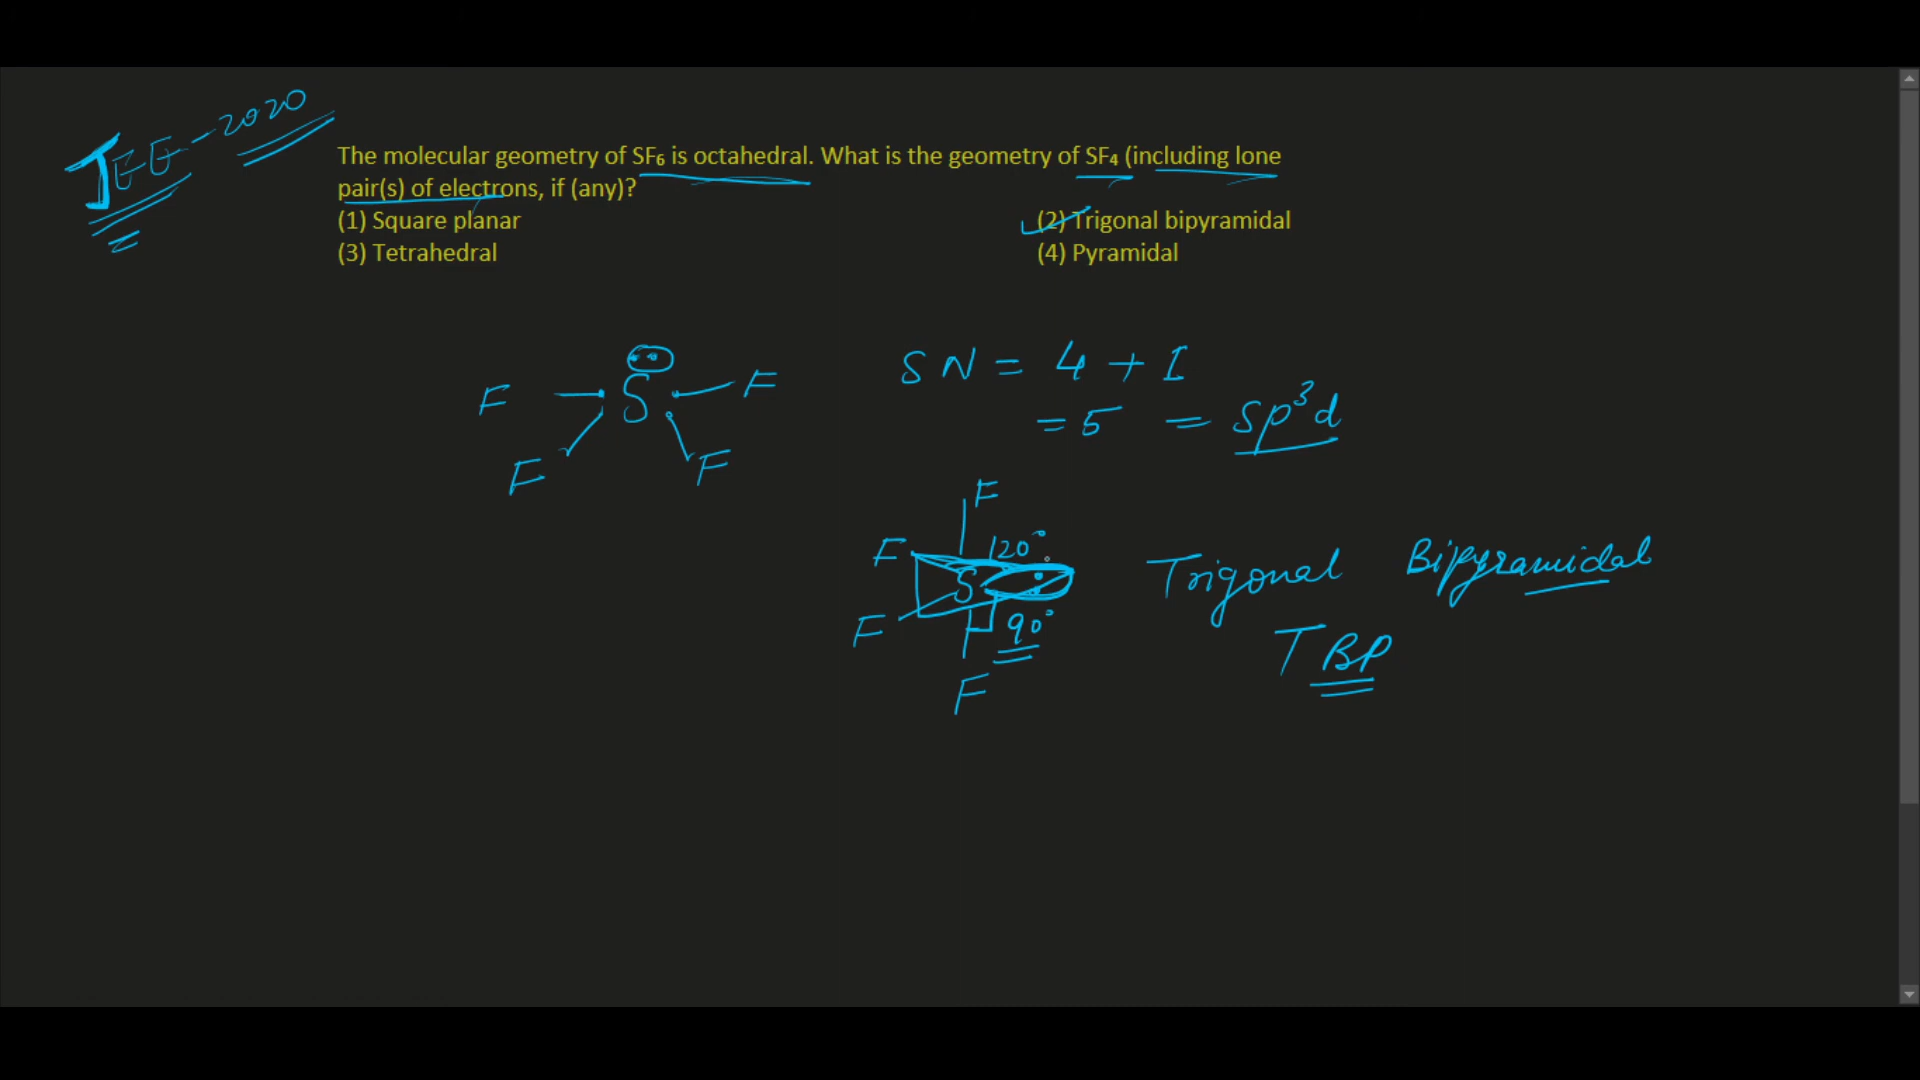 JEE-2020
The molecular geometry of SF₆ is octahedral. What is the geometry of SF₄ (including lone
pair(s) of electrons, if (any)?
(1) Square planar (2) Trigonal bipyramidal
(3) Tetrahedral (4) Pyramidal
F S F
F F
SN = 4 + 1
= 5 = sp³d
F
F 120°
S
F 90°
F
Trigonal Bipyramidal
TBP